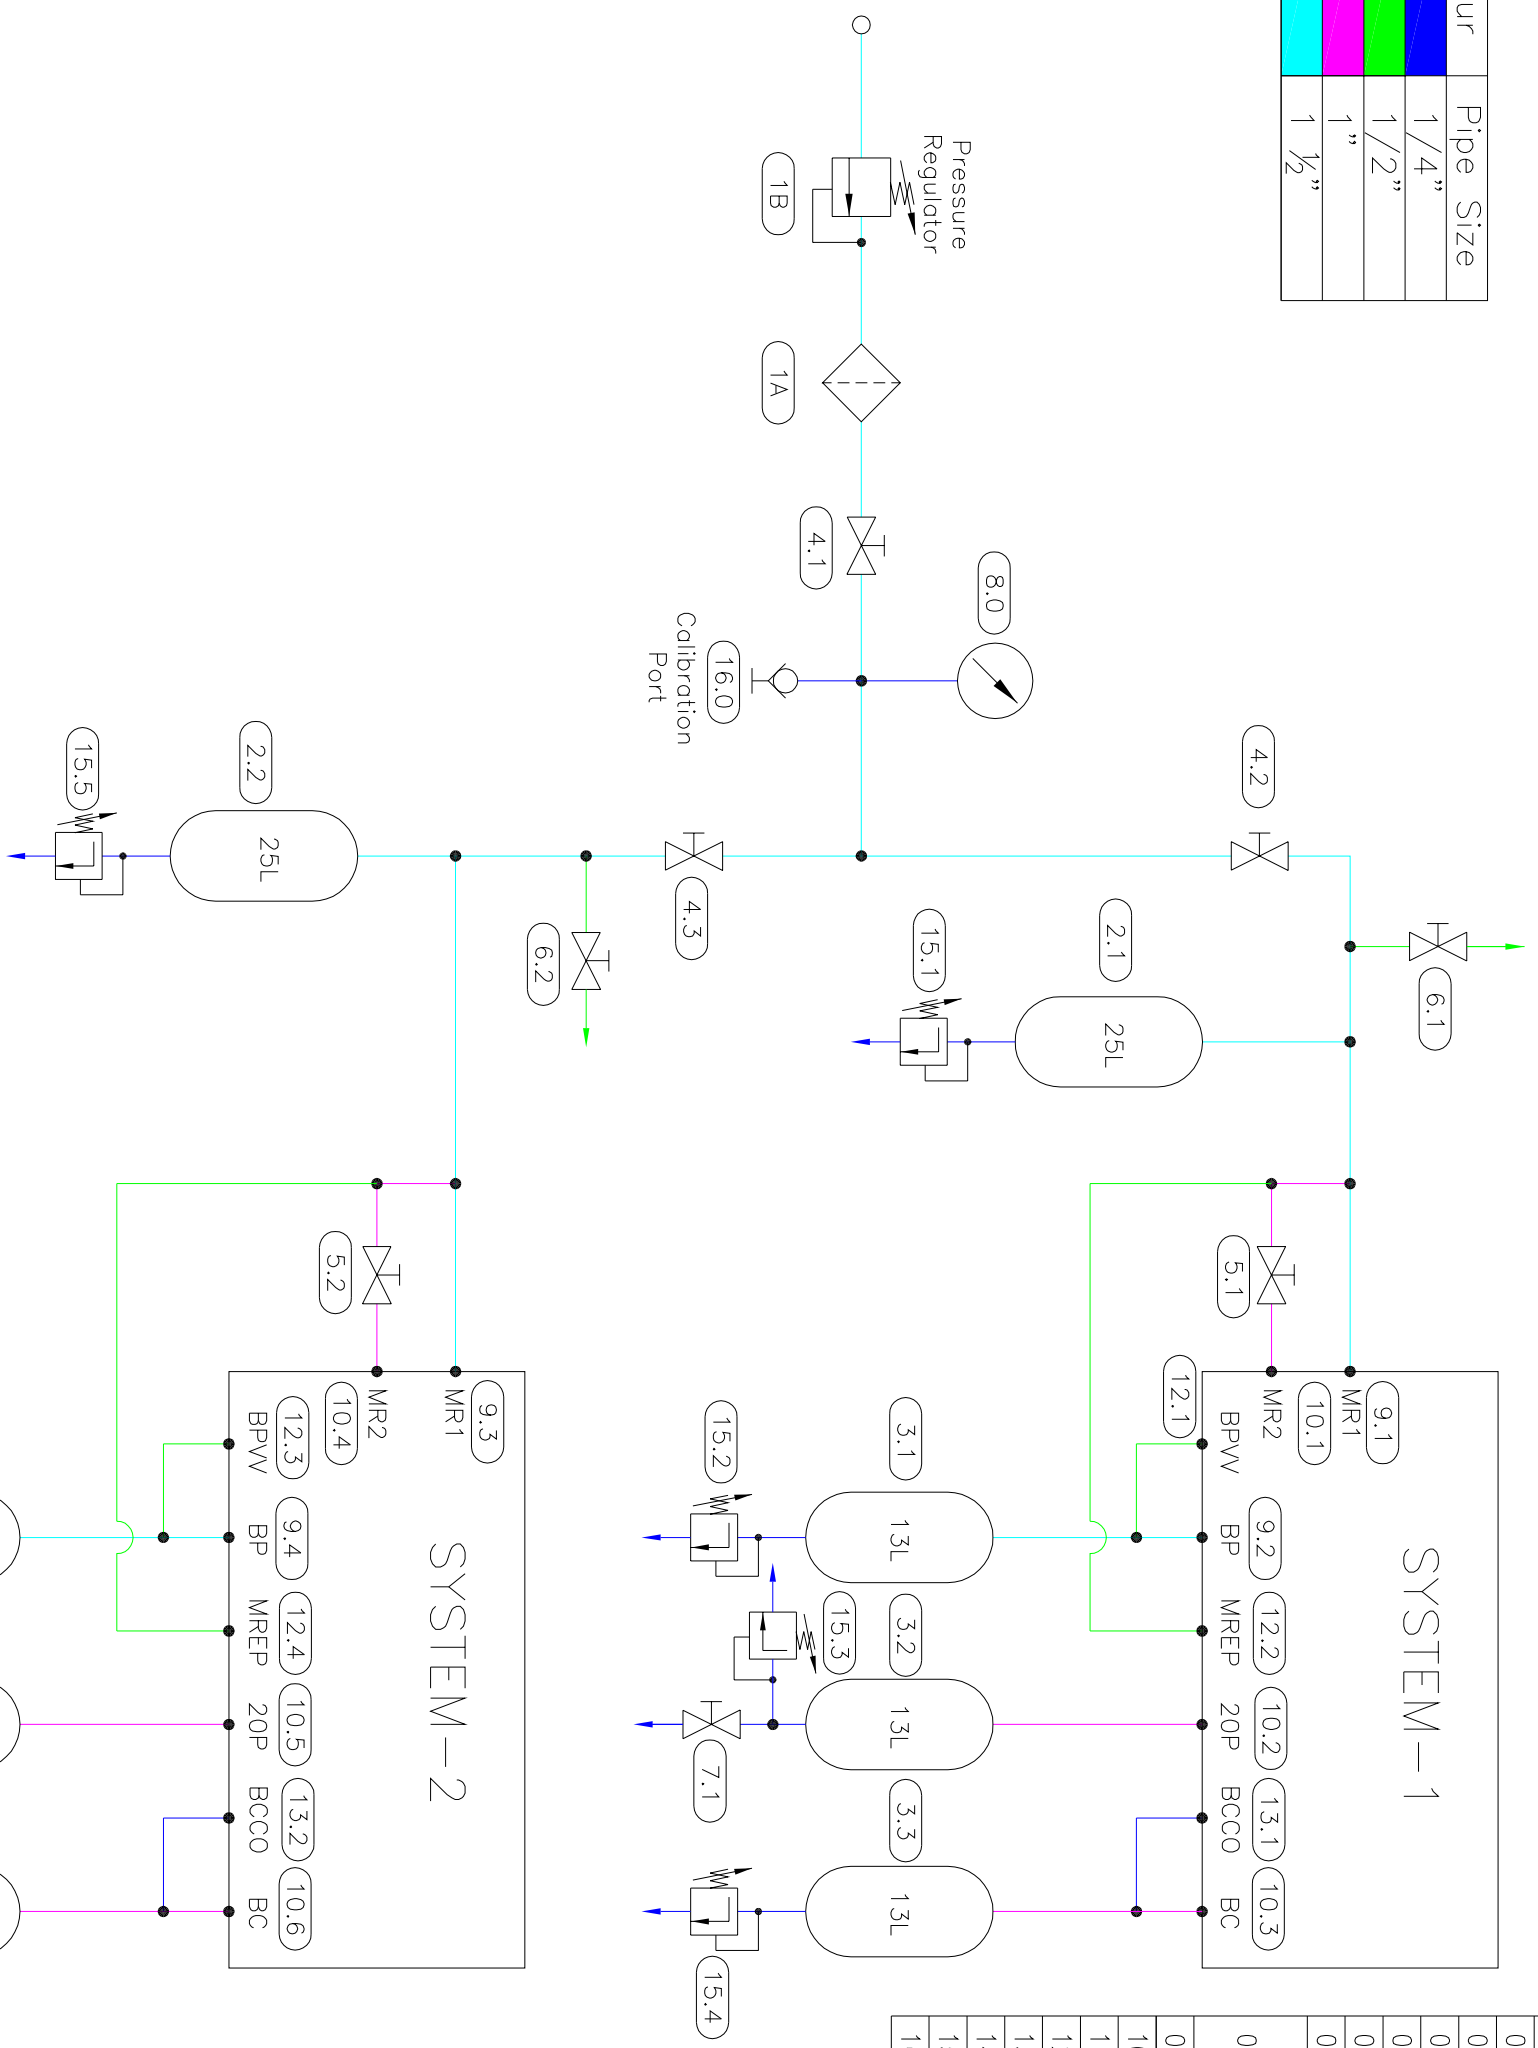 ur
Pipe Size
1/4"
1/2"
1"
1 ½"
Pressure
Regulator
1B
1A
4.1
8.0
16.0
Calibration
Port
4.2
6.1
2.1
25L
15.1
4.3
6.2
2.2
25L
15.5
5.1
5.2
SYSTEM-1
9.1
MR1
10.1
MR2
12.1
BPVV
9.2
BP
12.2
MREP
10.2
20P
13.1
BCCO
10.3
BC
3.1
13L
15.2
3.2
13L
15.3
7.1
3.3
13L
15.4
SYSTEM-2
9.3
MR1
MR2
10.4
12.3
BPVV
9.4
BP
12.4
MREP
10.5
20P
13.2
BCCO
10.6
BC